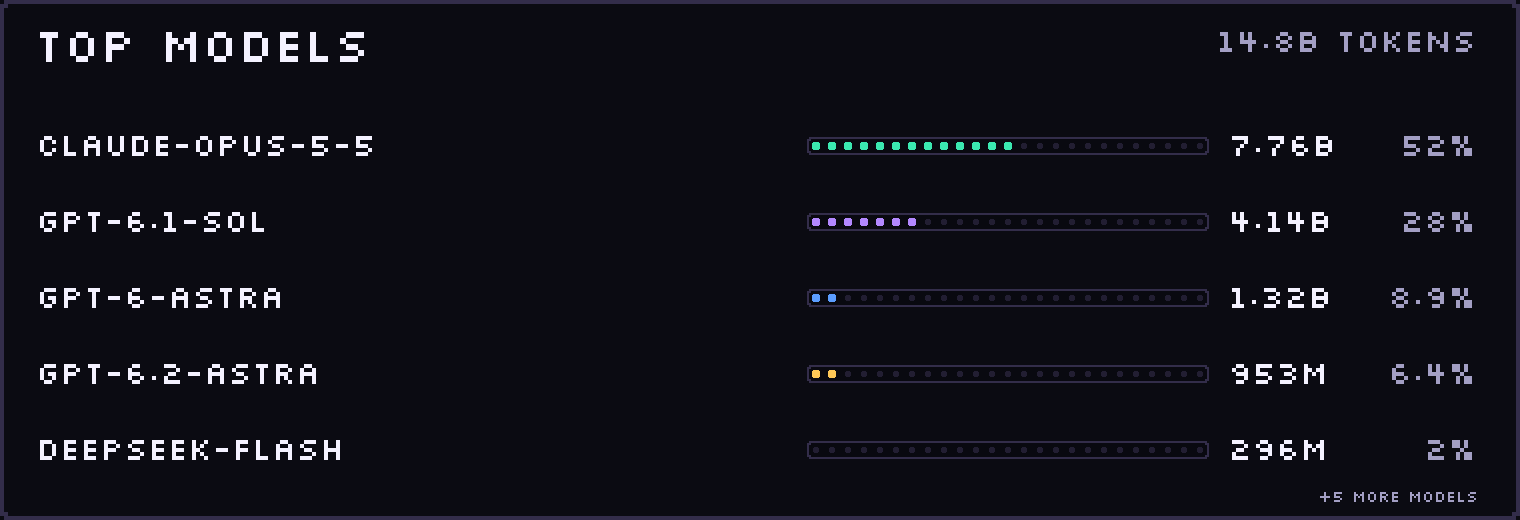 TOP MODELS 14.8B TOKENS
CLAUDE-OPUS-5-5 7.76B 52%
GPT-6.1-SOL 4.14B 28%
GPT-6-ASTRA 1.32B 8.9%
GPT-6.2-ASTRA 953M 6.4%
DEEPSEEK-FLASH 296M 2%
+5 MORE MODELS